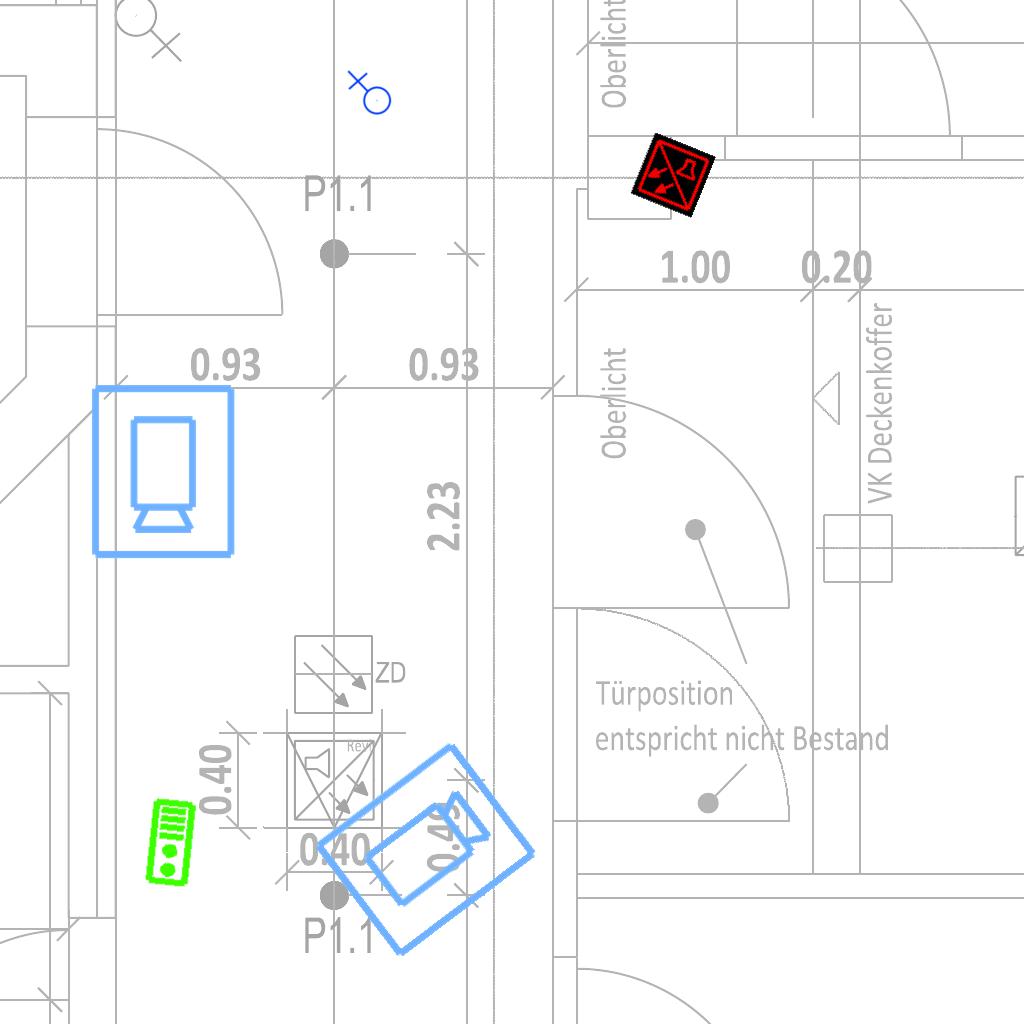 Oberlicht
P1.1
1.00
0.20
0.93
0.93
Oberlicht
VK Deckenkoffer
2.23
ZD
Türposition
entspricht nicht Bestand
Rev
0.40
0.40
P1.1